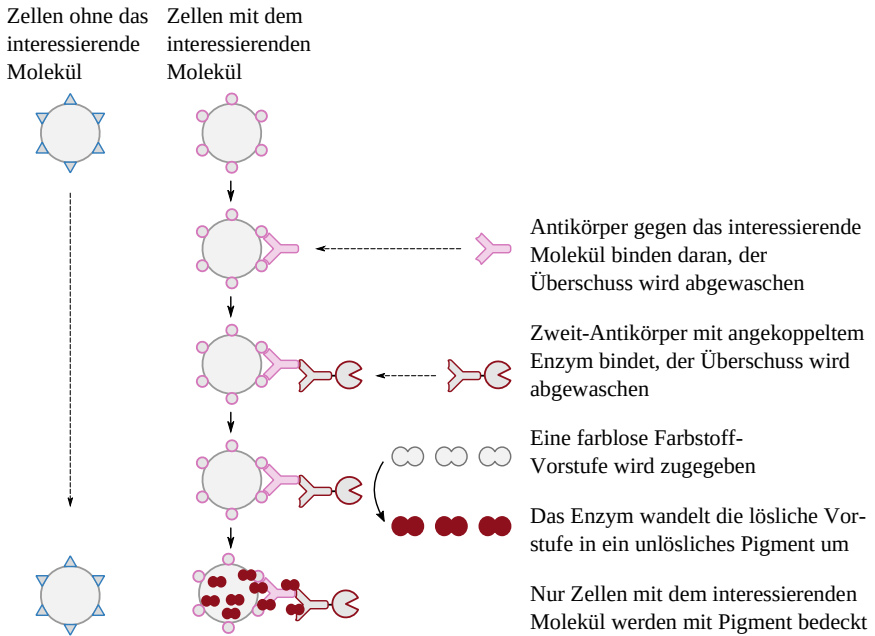 Zellen ohne das
interessierende
Molekül
Zellen mit dem
interessierenden
Molekül
Antikörper gegen das interessierende
Molekül binden daran, der
Überschuss wird abgewaschen
Zweit-Antikörper mit angekoppeltem
Enzym bindet, der Überschuss wird
abgewaschen
Eine farblose Farbstoff-
Vorstufe wird zugegeben
Das Enzym wandelt die lösliche Vor-
stufe in ein unlösliches Pigment um
Nur Zellen mit dem interessierenden
Molekül werden mit Pigment bedeckt